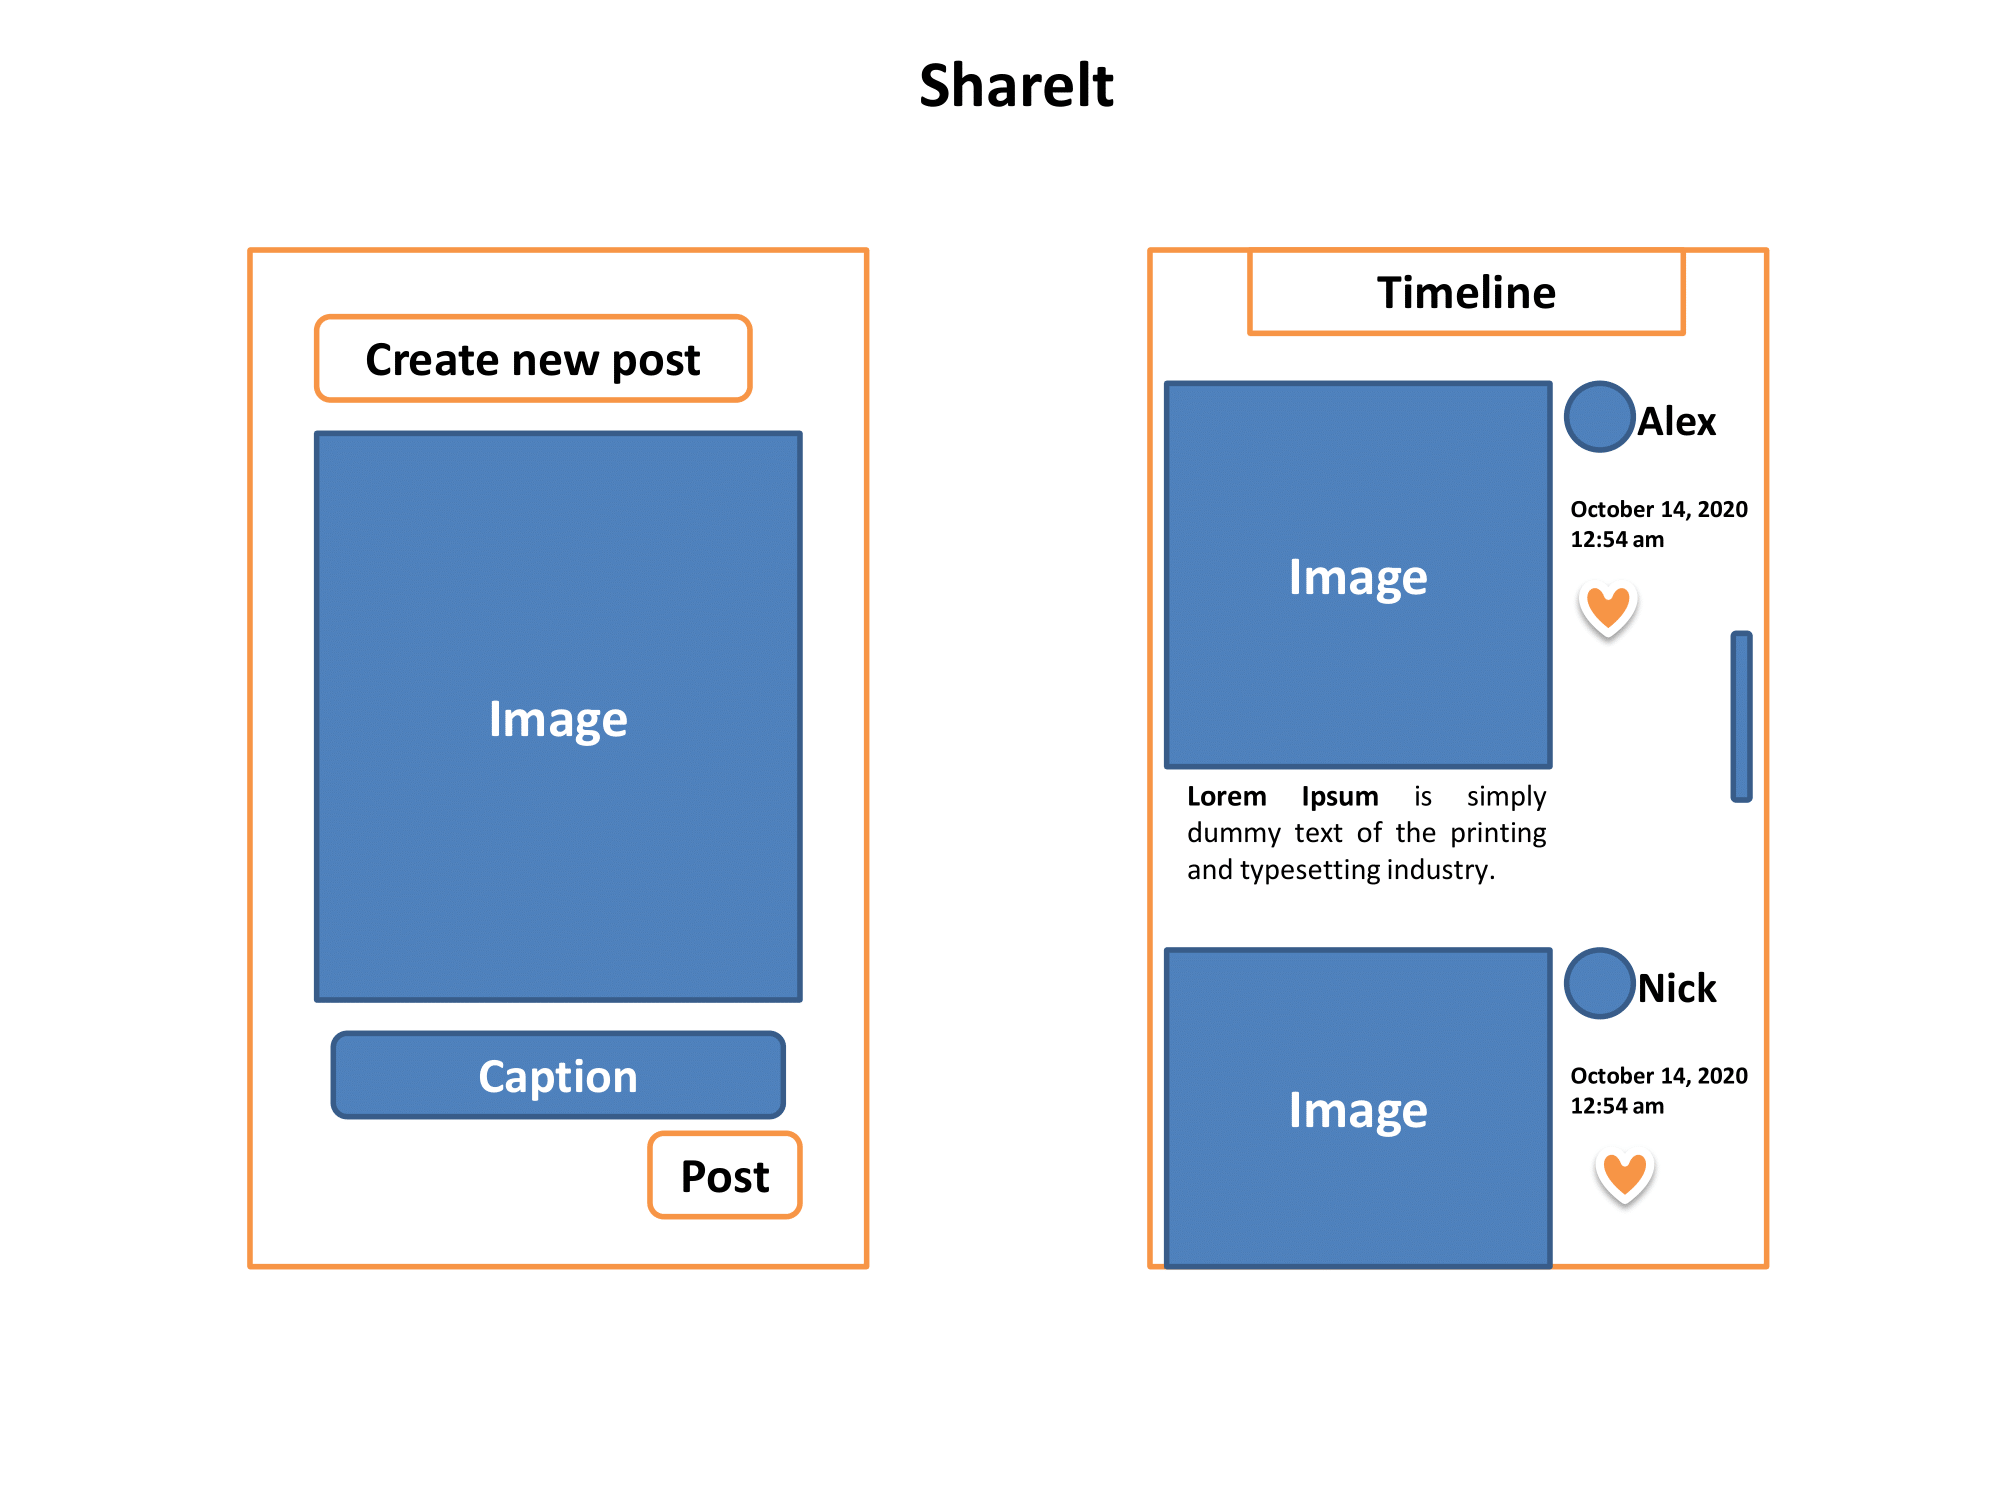 ShareIt
Create new post
Image
Caption
Post
Timeline
Image
Alex
October 14, 2020
12:54 am
Lorem Ipsum is simply
dummy text of the printing
and typesetting industry.
Image
Nick
October 14, 2020
12:54 am